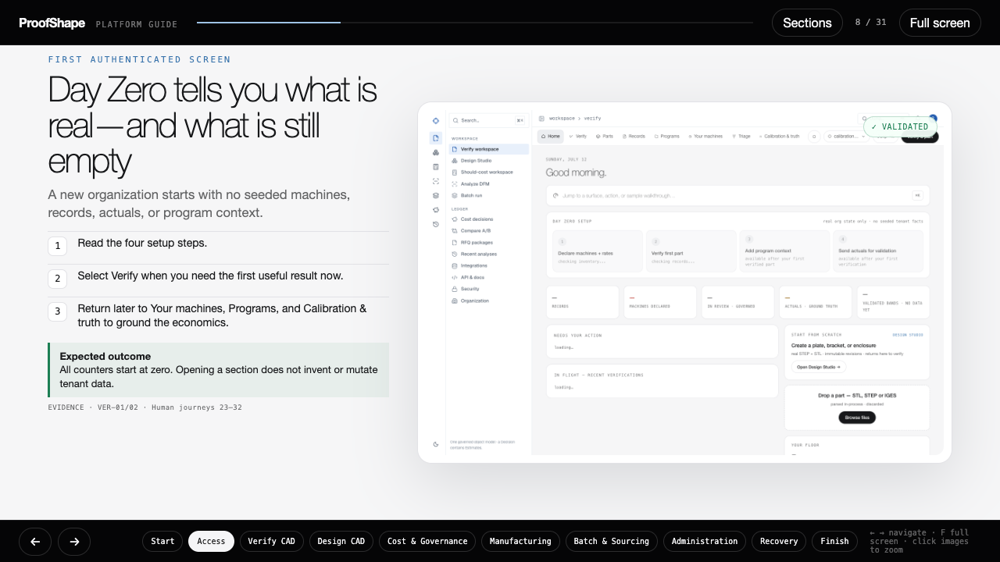 ProofShape PLATFORM GUIDE
Sections
8 / 31
Full screen
FIRST AUTHENTICATED SCREEN
Day Zero tells you what is
real—and what is still
empty
A new organization starts with no seeded machines,
records, actuals, or program context.
1 Read the four setup steps.
2 Select Verify when you need the first useful result now.
3 Return later to Your machines, Programs, and Calibration &
truth to ground the economics.
Expected outcome
All counters start at zero. Opening a section does not invent or mutate
tenant data.
EVIDENCE · VER-01/02 · Human journeys 23-32
Search...
WORKSPACE
Verify workspace
Design Studio
Should-cost workspace
Analyze DFM
Batch run
LEDGER
Cost decisions
Compare A/B
RFQ packages
Recent analyses
Integrations
API & docs
Security
Organization
One governed object model · a Decision
contains Estimates.
workspace > verify
✓ VALIDATED
Home Verify Parts Records Programs Your machines Triage Calibration & truth calibration...
SUNDAY, JULY 12
Good morning.
Jump to a surface, action, or sample walkthrough...
DAY ZERO SETUP real org state only · no seeded tenant facts
1
Declare machines + rates
checking inventory...
2
Verify first part
checking records...
3
Add program context
available after your first
verified part
4
Send actuals for validation
available after your first
verification
—
RECORDS
—
MACHINES DECLARED
—
IN REVIEW · GOVERNED
—
ACTUALS · GROUND TRUTH
—
VALIDATED BANDS · NO DATA
YET
NEEDS YOUR ACTION
loading…
IN FLIGHT — RECENT VERIFICATIONS
loading…
START FROM SCRATCH DESIGN STUDIO
Create a plate, bracket, or enclosure
real STEP + STL · immutable revisions · returns here to verify
Open Design Studio →
Drop a part — STL, STEP or IGES
parsed in-process · discarded
Browse files
YOUR FLOOR
← →
Start Access Verify CAD Design CAD Cost & Governance Manufacturing Batch & Sourcing Administration Recovery Finish
← → navigate · F full
screen · click images
to zoom